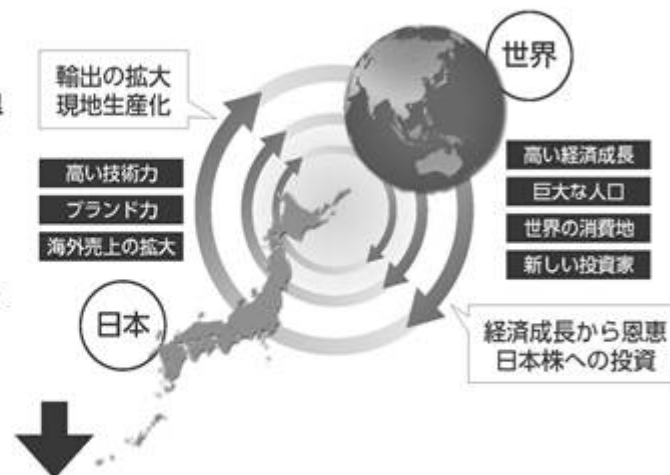 世界
輸出の拡大
現地生産化
高い技術力
ブランド力
海外売上の拡大
高い経済成長
巨大な人口
世界の消費地
新しい投資家
日本
経済成長から恩恵
日本株への投資